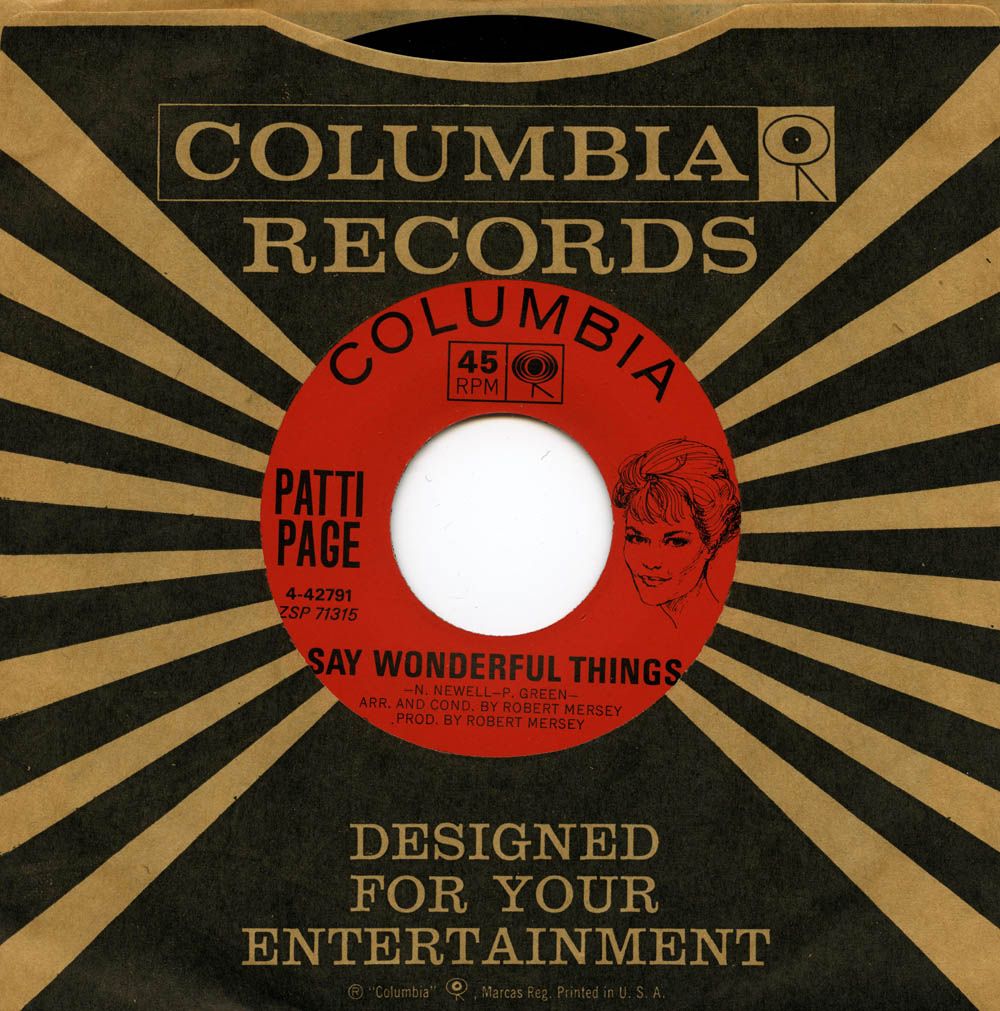 COLUMBIA
RECORDS
COLUMBIA
45
RPM
PATTI
PAGE
4-42791
ZSP 71315
SAY WONDERFUL THINGS
—N. NEWELL—P. GREEN—
ARR. AND COND. BY ROBERT MERSEY
PROD. BY ROBERT MERSEY
DESIGNED
FOR YOUR
ENTERTAINMENT
® "Columbia" , Marcas Reg. Printed in U. S. A.